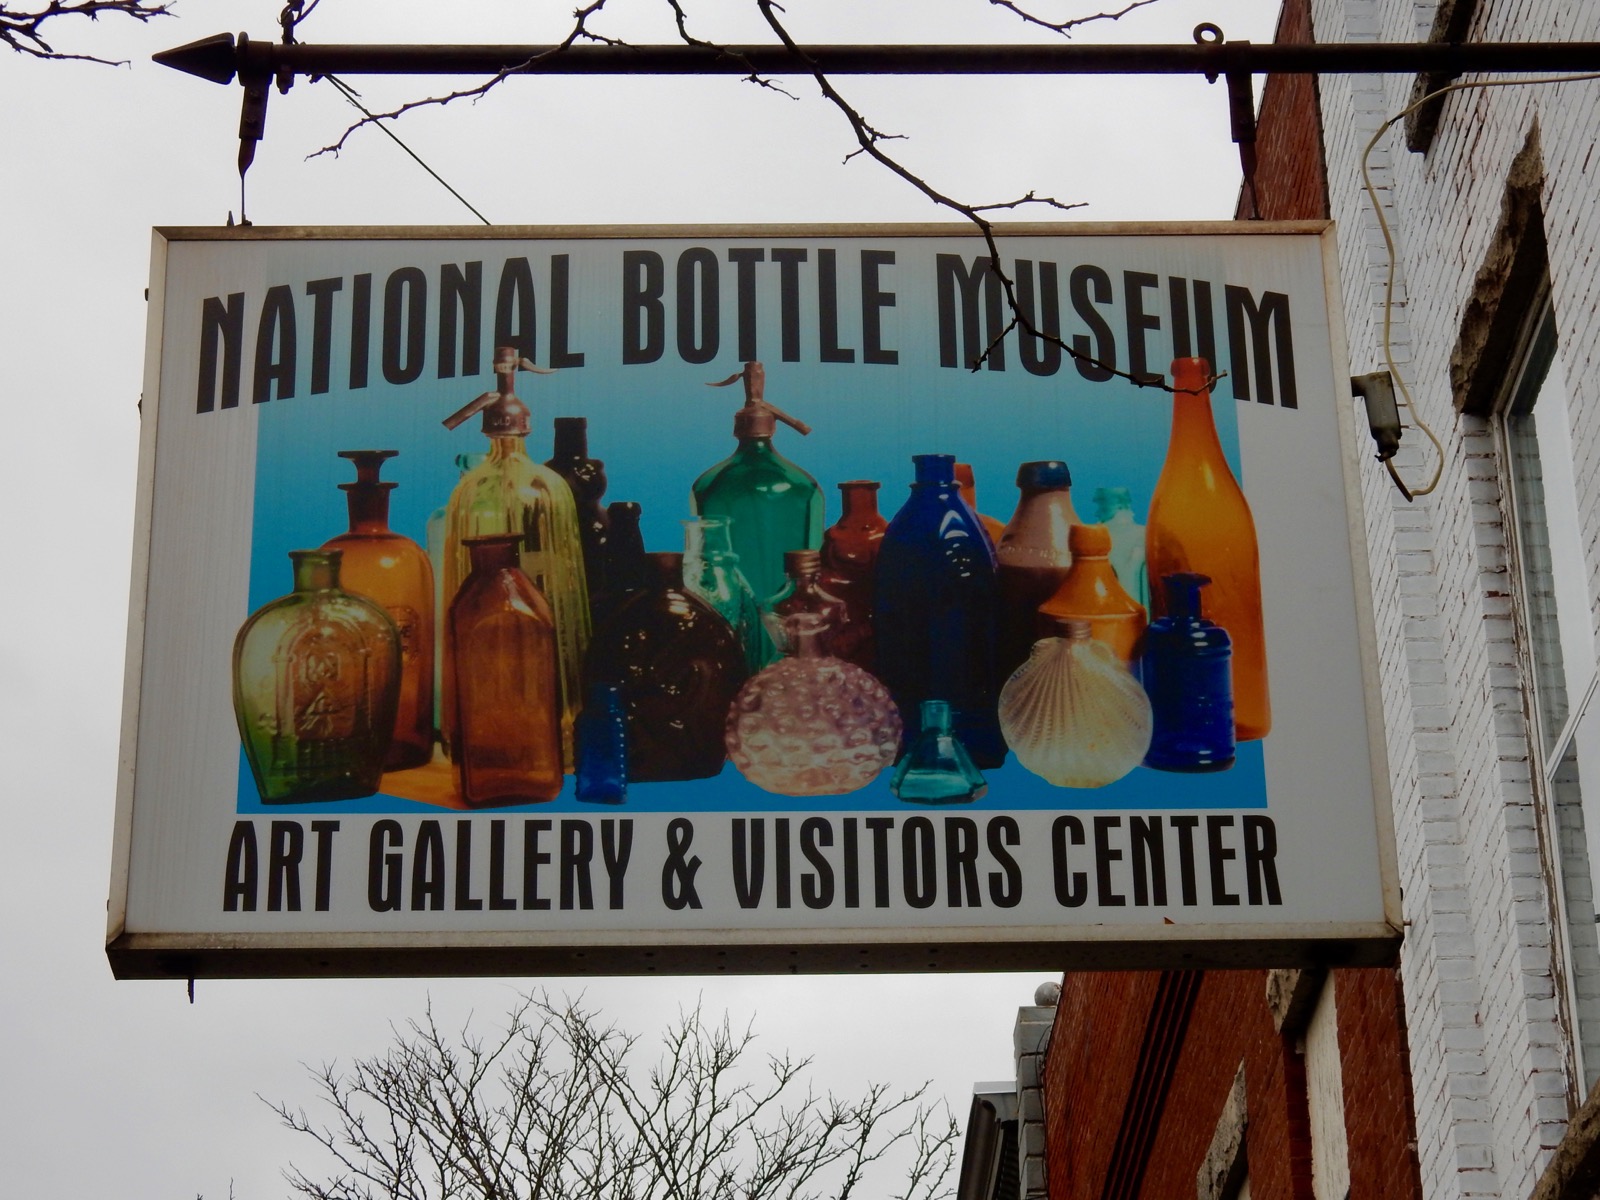 NATIONAL BOTTLE MUSEUM
ART GALLERY & VISITORS CENTER